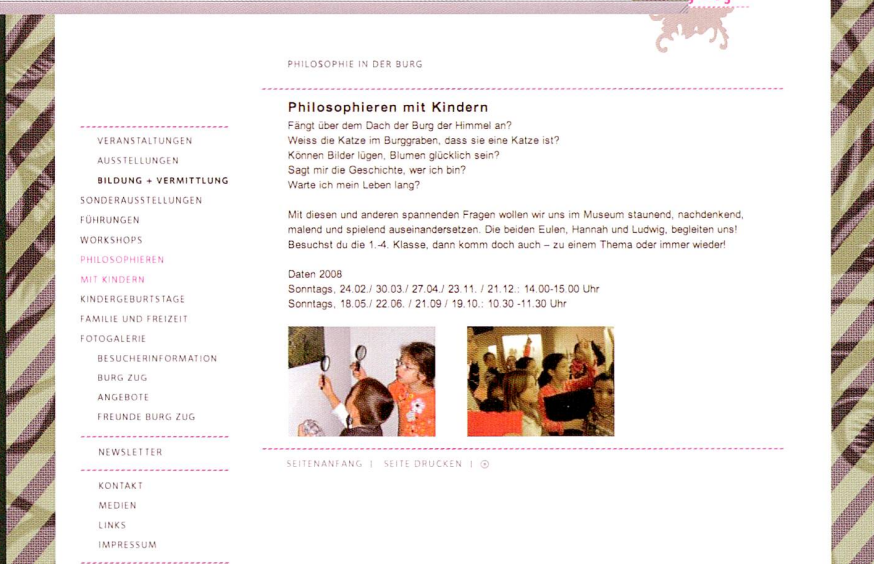 PHILOSOPHIE IN DER BURG
Philosophieren mit Kindern
Fängt über dem Dach der Burg der Himmel an?
Weiss die Katze im Burggraben, dass sie eine Katze ist?
Können Bilder lügen, Blumen glücklich sein?
Sagt mir die Geschichte, wer ich bin?
Warte ich mein Leben lang?
Mit diesen und anderen spannenden Fragen wollen wir uns im Museum staunend, nachdenkend,
malend und spielend auseinandersetzen. Die beiden Eulen, Hannah und Ludwig, begleiten uns!
Besuchst du die 1.-4. Klasse, dann komm doch auch – zu einem Thema oder immer wieder!
Daten 2008
Sonntags, 24.02./ 30.03./ 27.04./ 23.11. / 21.12.: 14.00-15.00 Uhr
Sonntags, 18.05./ 22.06. / 21.09 / 19.10.: 10.30 -11.30 Uhr
SEITENANFANG | SEITE DRUCKEN |
VERANSTALTUNGEN
AUSSTELLUNGEN
BILDUNG + VERMITTLUNG
SONDERAUSSTELLUNGEN
FÜHRUNGEN
WORKSHOPS
PHILOSOPHIEREN
MIT KINDERN
KINDERGEBURTSTAGE
FAMILIE UND FREIZEIT
FOTOGALERIE
BESUCHERINFORMATION
BURG ZUG
ANGEBOTE
FREUNDE BURG ZUG
NEWSLETTER
KONTAKT
MEDIEN
LINKS
IMPRESSUM